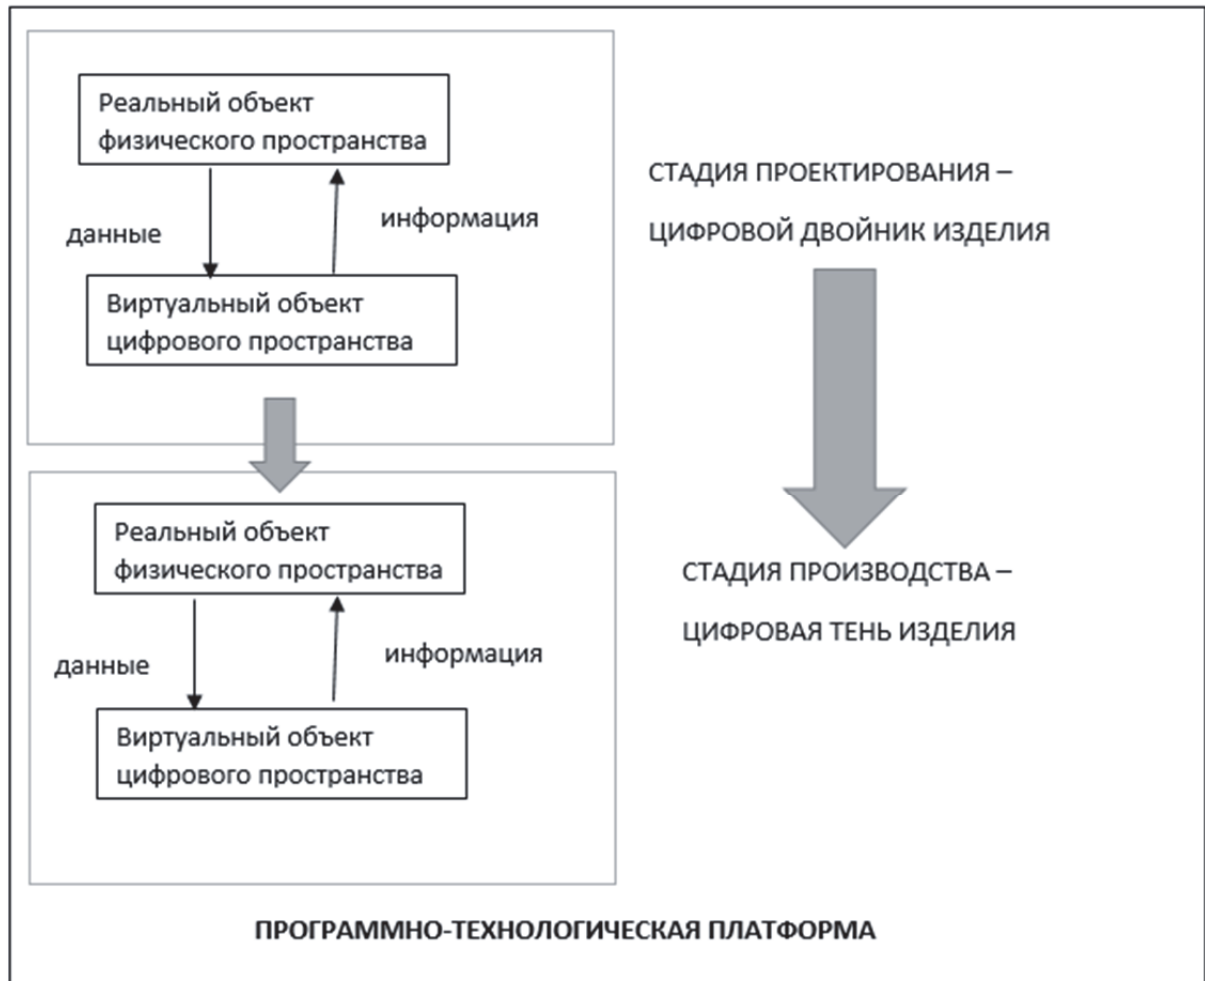 Реальный объект
физического пространства
данные
информация
Виртуальный объект
цифрового пространства
СТАДИЯ ПРОЕКТИРОВАНИЯ –
ЦИФРОВОЙ ДВОЙНИК ИЗДЕЛИЯ
Реальный объект
физического пространства
данные
информация
Виртуальный объект
цифрового пространства
СТАДИЯ ПРОИЗВОДСТВА –
ЦИФРОВАЯ ТЕНЬ ИЗДЕЛИЯ
ПРОГРАММНО-ТЕХНОЛОГИЧЕСКАЯ ПЛАТФОРМА